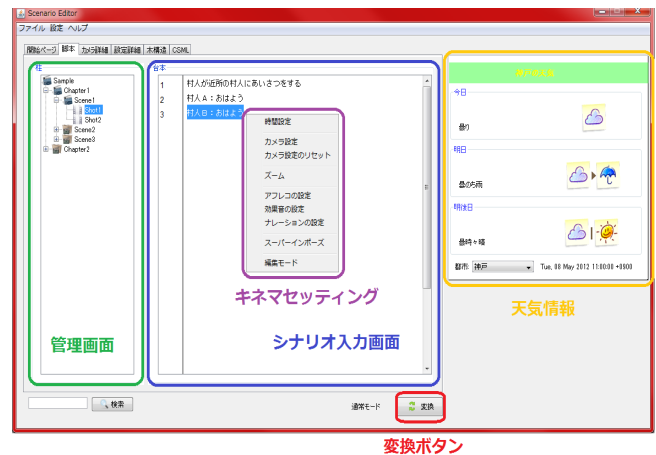 Scenario Editor
ファイル 設定 ヘルプ
開始ページ 脚本 カメラ詳細 設定詳細 木構造 CSML
柱
Sample
Chapter1
Scene1
Shot1
Shot2
Scene2
Scene3
Chapter2
台本
1 村人が近所の村人にあいさつをする
2 村人A：おはよう
3 村人B：おはよう
時間設定
カメラ設定
カメラ設定のリセット
ズーム
アフレコの設定
効果音の設定
ナレーションの設定
スーパーインポーズ
編集モード
キネマセッティング
管理画面
シナリオ入力画面
今日
曇り
明日
曇のち雨
明後日
曇時々晴
都市: 神戸
Tue, 08 May 2012 11:00:00 +0900
天気情報
検索
通常モード
変換
変換ボタン